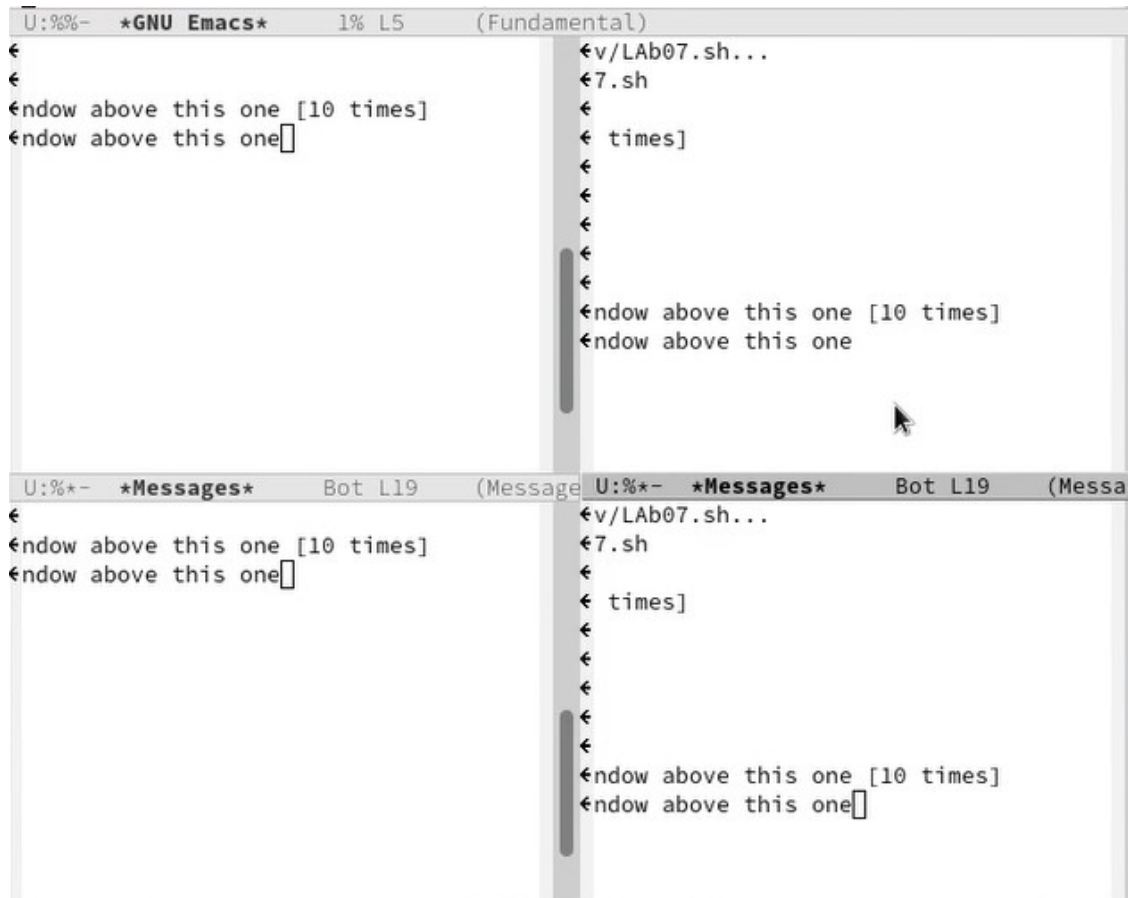 U:%%- *GNU Emacs* 1% L5 (Fundamental)
ndow above this one [10 times]
ndow above this one
v/LAb07.sh...
7.sh
times]
ndow above this one [10 times]
ndow above this one
U:%*- *Messages* Bot L19 (Message
U:%*- *Messages* Bot L19 (Messa
ndow above this one [10 times]
ndow above this one
v/LAb07.sh...
7.sh
times]
ndow above this one [10 times]
ndow above this one